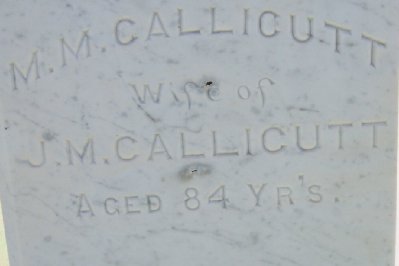 M. M. CALLICUTT
Wife of
J. M. CALLICUTT
AGED 84 YR'S.